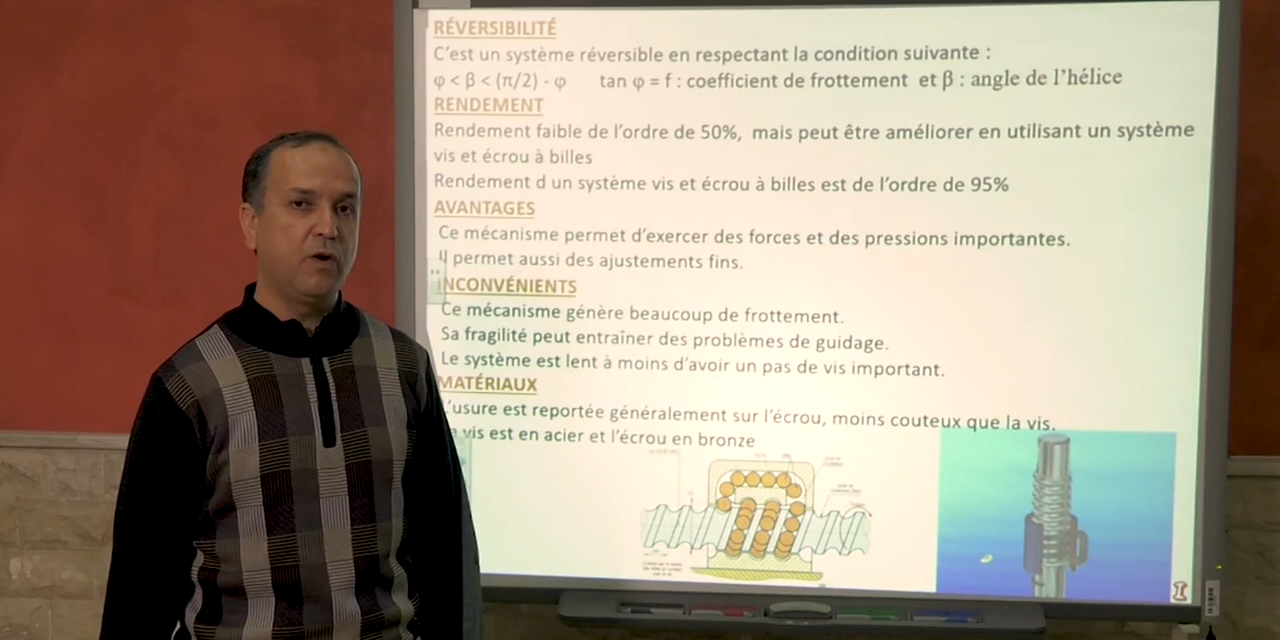 RÉVERSIBILITÉ
C'est un système réversible en respectant la condition suivante :
φ < β < (π/2) - φ tan φ = f : coefficient de frottement et β : angle de l'hélice
RENDEMENT
Rendement faible de l'ordre de 50%, mais peut être améliorer en utilisant un système
vis et écrou à billes
Rendement d un système vis et écrou à billes est de l'ordre de 95%
AVANTAGES
Ce mécanisme permet d'exercer des forces et des pressions importantes.
Il permet aussi des ajustements fins.
INCONVÉNIENTS
Ce mécanisme génère beaucoup de frottement.
Sa fragilité peut entraîner des problèmes de guidage.
Le système est lent à moins d'avoir un pas de vis important.
MATÉRIAUX
L'usure est reportée généralement sur l'écrou, moins couteux que la vis.
vis est en acier et l'écrou en bronze